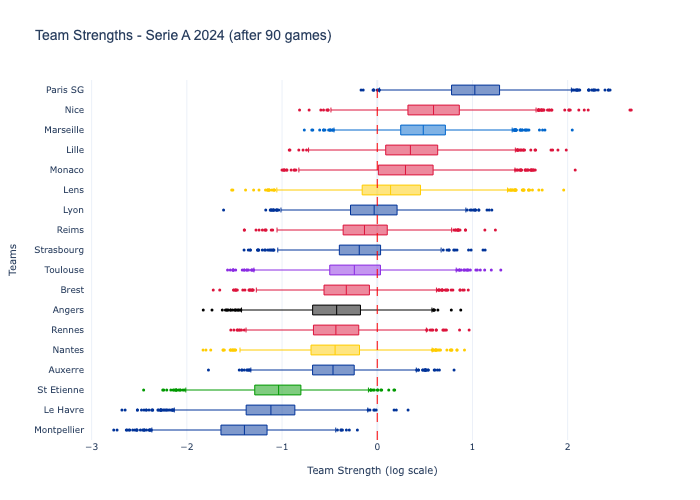 Team Strengths - Serie A 2024 (after 90 games)
Paris SG
Nice
Marseille
Lille
Monaco
Lens
Lyon
Reims
Strasbourg
Toulouse
Brest
Angers
Rennes
Nantes
Auxerre
St Etienne
Le Havre
Montpellier
Teams
−3 −2 −1 0 1 2
Team Strength (log scale)